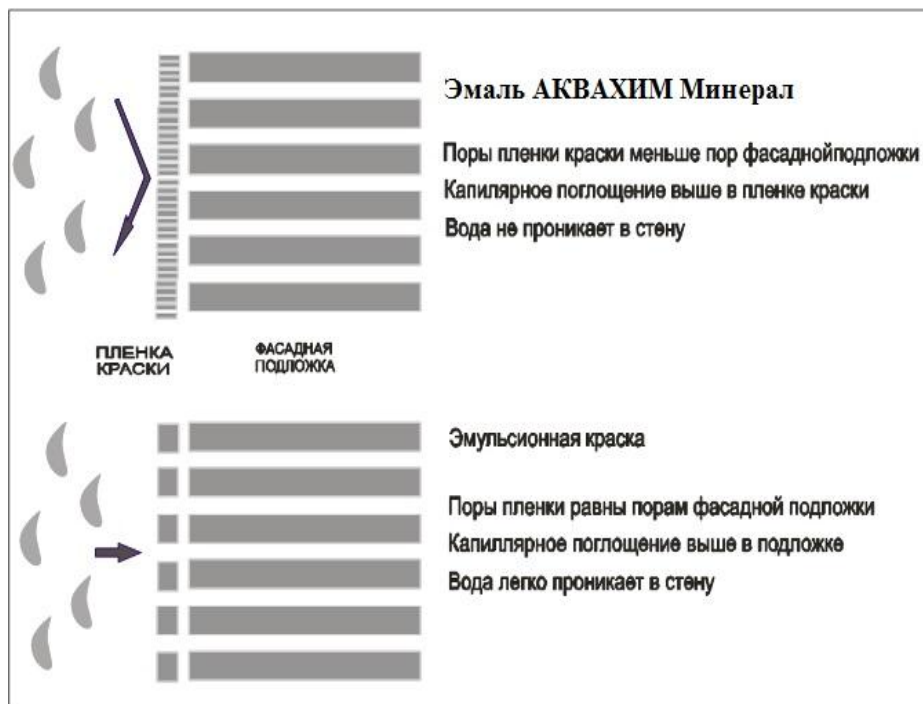 Эмаль АКВАХИМ Минерал
Поры пленки краски меньше пор фасаднойподложки
Капилярное поглощение выше в пленке краски
Вода не проникает в стену
ПЛЕНКА
КРАСКИ
ФАСАДНАЯ
ПОДЛОЖКА
Эмульсионная краска
Поры пленки равны порам фасадной подложки
Капиллярное поглощение выше в подложке
Вода легко проникает в стену